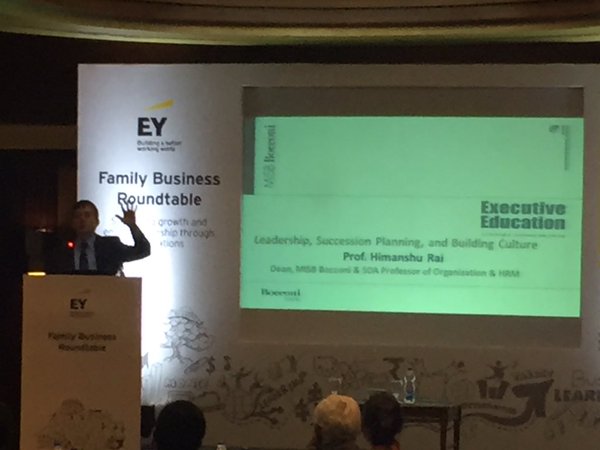 EY
Building a better
working world
Family Business
Roundtable
growth and
ship through
MISB Bocconi
Executive
Education
Leadership, Succession Planning, and Building Culture
Prof. Himanshu Rai
Dean, MISB Bocconi & SDA Professor of Organization & HRM
Bocconi
EY
Family Business
Roundtable
LEAR